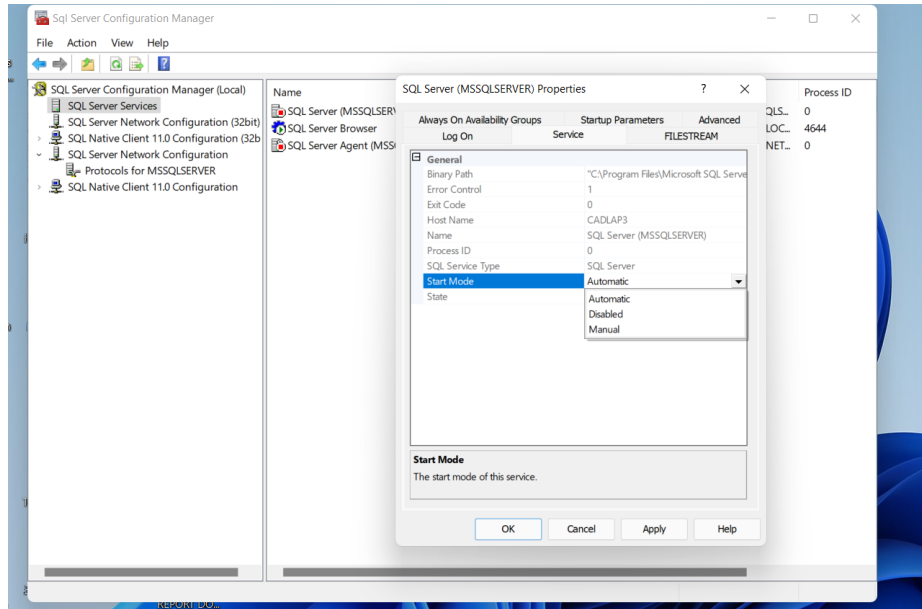 Sql Server Configuration Manager
File Action View Help
SQL Server Configuration Manager (Local)
SQL Server Services
SQL Server Network Configuration (32bit)
SQL Native Client 11.0 Configuration (32b
SQL Server Network Configuration
Protocols for MSSQLSERVER
SQL Native Client 11.0 Configuration
Name
SQL Server (MSSQLSERV
SQL Server Browser
SQL Server Agent (MSS
Process ID
QLS... 0
LOC... 4644
NET... 0
SQL Server (MSSQLSERVER) Properties
Always On Availability Groups Startup Parameters Advanced
Log On Service FILESTREAM
General
Binary Path "C:\Program Files\Microsoft SQL Serve
Error Control 1
Exit Code 0
Host Name CADLAP3
Name SQL Server (MSSQLSERVER)
Process ID 0
SQL Service Type SQL Server
Start Mode Automatic
State
Automatic
Disabled
Manual
Start Mode
The start mode of this service.
OK Cancel Apply Help
REPORT DO...